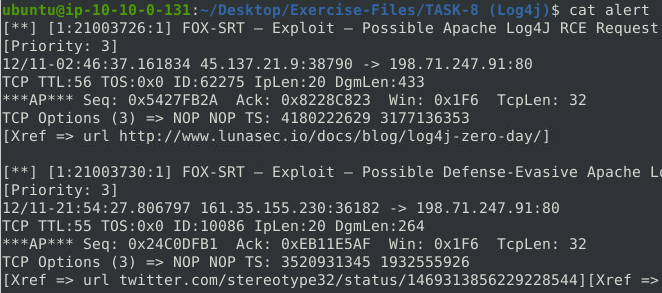 ubuntu@ip-10-10-0-131:~/Desktop/Exercise-Files/TASK-8 (Log4j)$ cat alert
[**] [1:21003726:1] FOX-SRT – Exploit – Possible Apache Log4J RCE Request
[Priority: 3]
12/11-02:46:37.161834 45.137.21.9:38790 -> 198.71.247.91:80
TCP TTL:56 TOS:0x0 ID:62275 IpLen:20 DgmLen:433
***AP*** Seq: 0x5427FB2A  Ack: 0x8228C823  Win: 0x1F6  TcpLen: 32
TCP Options (3) => NOP NOP TS: 4180222629 3177136353
[Xref => url http://www.lunasec.io/docs/blog/log4j-zero-day/]
[**] [1:21003730:1] FOX-SRT – Exploit – Possible Defense-Evasive Apache Lo
[Priority: 3]
12/11-21:54:27.806797 161.35.155.230:36182 -> 198.71.247.91:80
TCP TTL:55 TOS:0x0 ID:10086 IpLen:20 DgmLen:264
***AP*** Seq: 0x24C0DFB1  Ack: 0xEB11E5AF  Win: 0x1F6  TcpLen: 32
TCP Options (3) => NOP NOP TS: 3520931345 1932555926
[Xref => url twitter.com/stereotype32/status/1469313856229228544][Xref =>